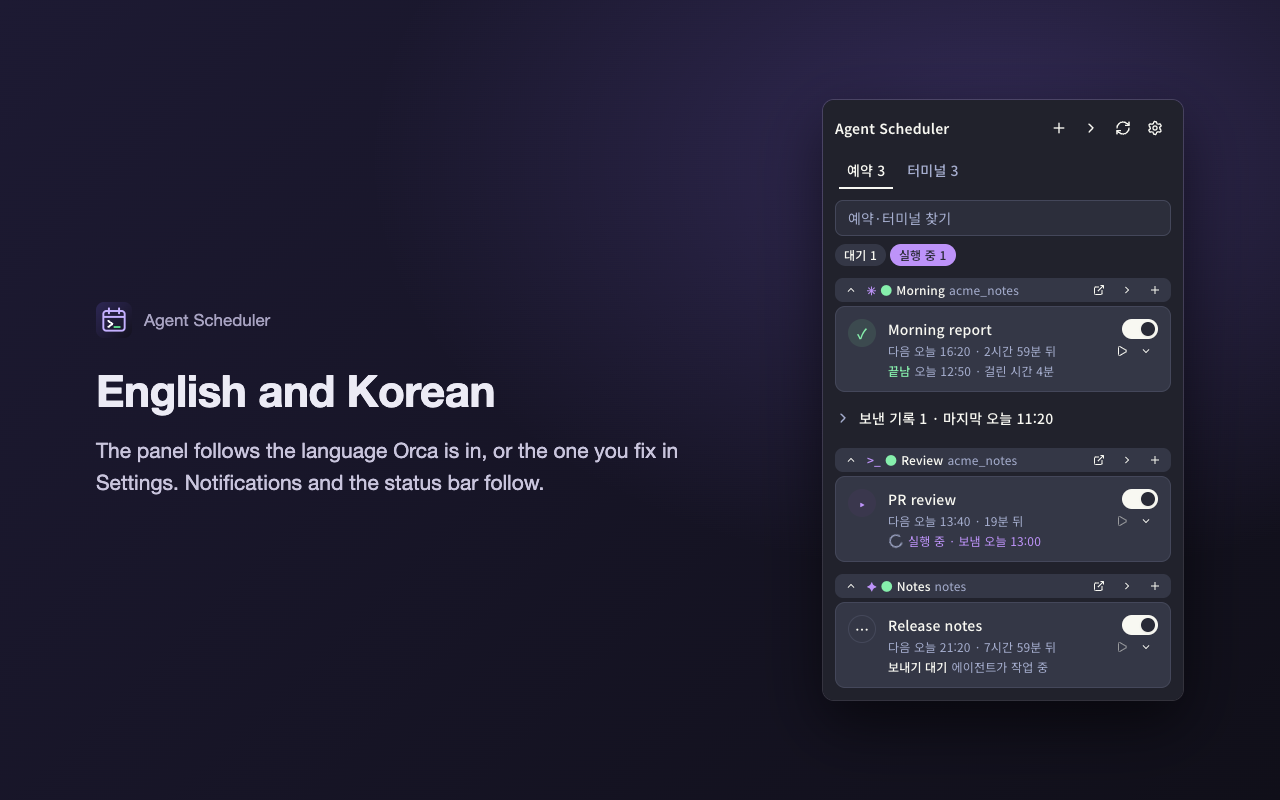 Agent Scheduler
English and Korean
The panel follows the language Orca is in, or the one you fix in
Settings. Notifications and the status bar follow.
Agent Scheduler
예약 3 터미널 3
예약·터미널 찾기
대기 1 실행 중 1
Morning acme_notes
Morning report
다음 오늘 16:20 · 2시간 59분 뒤
끝남 오늘 12:50 · 걸린 시간 4분
보낸 기록 1 · 마지막 오늘 11:20
>_ Review acme_notes
PR review
다음 오늘 13:40 · 19분 뒤
실행 중 · 보냄 오늘 13:00
Notes notes
Release notes
다음 오늘 21:20 · 7시간 59분 뒤
보내기 대기 에이전트가 작업 중